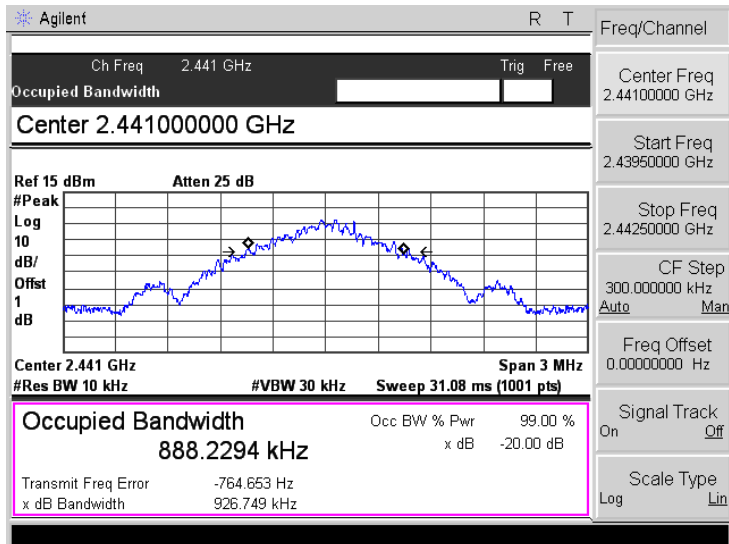 Agilent R T
Ch Freq 2.441 GHz Trig Free
Occupied Bandwidth
Center 2.441000000 GHz
Ref 15 dBm Atten 25 dB
#Peak
Log
10
dB/
Offst
1
dB
Center 2.441 GHz Span 3 MHz
#Res BW 10 kHz #VBW 30 kHz Sweep 31.08 ms (1001 pts)
Occupied Bandwidth Occ BW % Pwr 99.00 %
888.2294 kHz x dB -20.00 dB
Transmit Freq Error -764.653 Hz
x dB Bandwidth 926.749 kHz
Freq/Channel
Center Freq
2.44100000 GHz
Start Freq
2.43950000 GHz
Stop Freq
2.44250000 GHz
CF Step
300.000000 kHz
Auto Man
Freq Offset
0.00000000 Hz
Signal Track
On Off
Scale Type
Log Lin